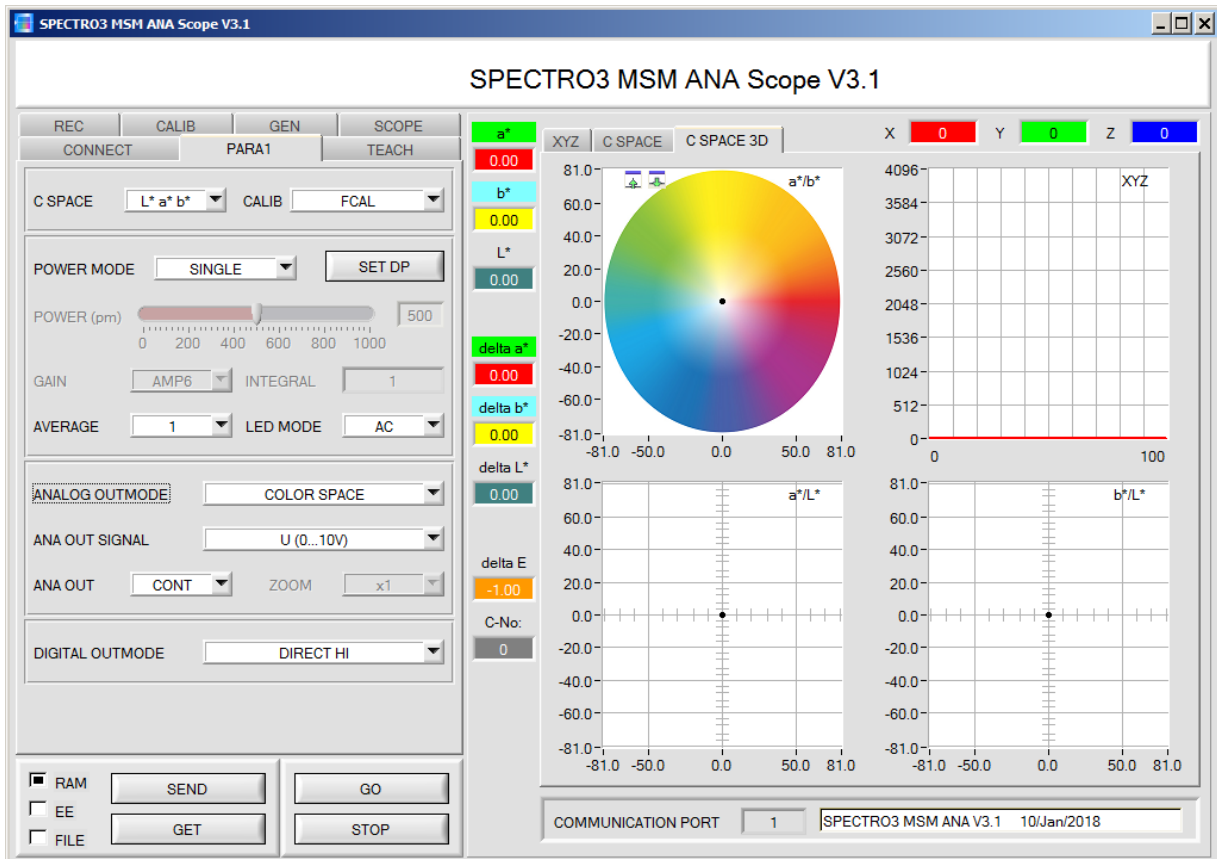 SPECTRO3 MSM ANA Scope V3.1
SPECTRO3 MSM ANA Scope V3.1
REC CALIB GEN SCOPE
CONNECT PARA1 TEACH
C SPACE L* a* b* CALIB FCAL
POWER MODE SINGLE SET DP
POWER (pm) 500
0 200 400 600 800 1000
GAIN AMP6 INTEGRAL 1
AVERAGE 1 LED MODE AC
ANALOG OUTMODE COLOR SPACE
ANA OUT SIGNAL U (0...10V)
ANA OUT CONT ZOOM x1
DIGITAL OUTMODE DIRECT HI
RAM SEND GO
EE
GET STOP
FILE
a*
0.00
b*
0.00
L*
0.00
delta a*
0.00
delta b*
0.00
delta L*
0.00
delta E
-1.00
C-No:
0
XYZ C SPACE C SPACE 3D
X 0 Y 0 Z 0
a*/b*
81.0
60.0
40.0
20.0
0.0
-20.0
-40.0
-60.0
-81.0
-81.0 -50.0 0.0 50.0 81.0
XYZ
4096
3584
3072
2560
2048
1536
1024
512
0
0 100
a*/L*
81.0
60.0
40.0
20.0
0.0
-20.0
-40.0
-60.0
-81.0
-81.0 -50.0 0.0 50.0 81.0
b*/L*
81.0
60.0
40.0
20.0
0.0
-20.0
-40.0
-60.0
-81.0
-81.0 -50.0 0.0 50.0 81.0
COMMUNICATION PORT 1 SPECTRO3 MSM ANA V3.1 10/Jan/2018